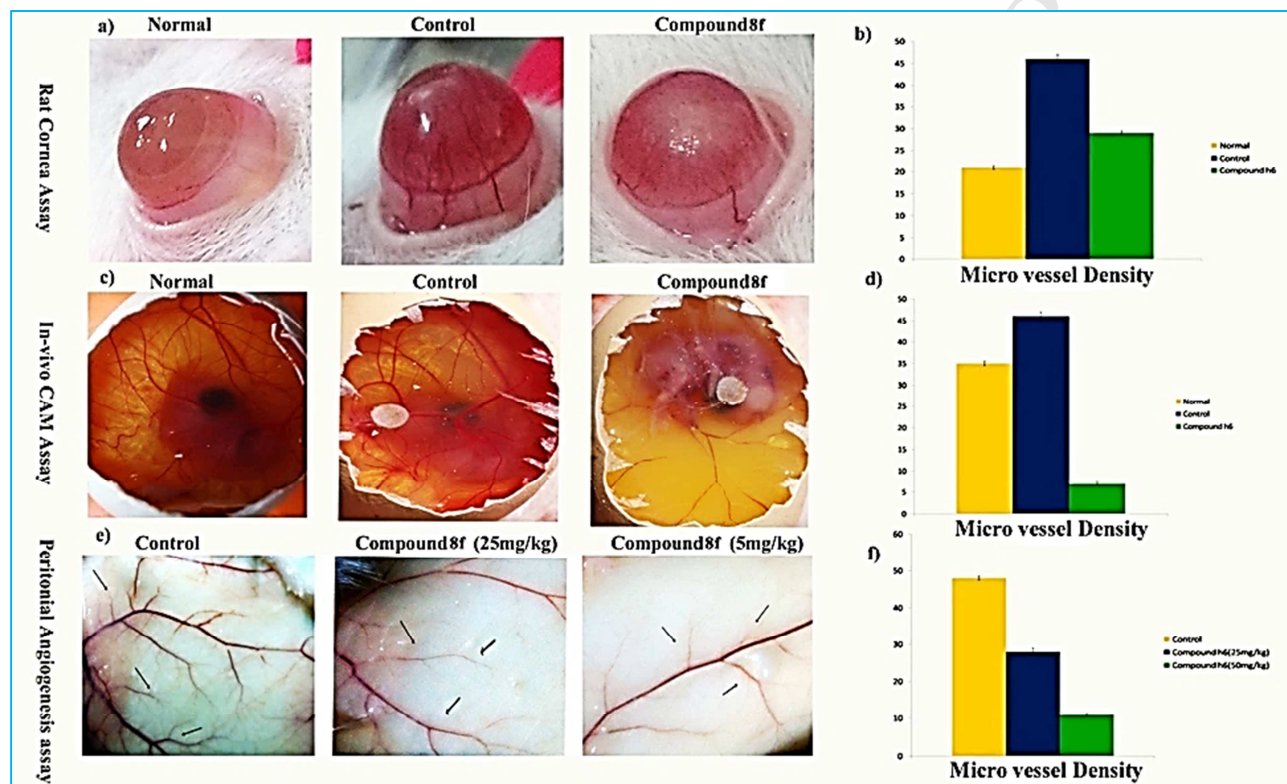 a) Normal Control Compound8f
Rat Cornea Assay
b)
50
45
40
35
30
25
20
15
10
5
0
Normal
Control
Compound h6
Micro vessel Density
c) Normal Control Compound8f
In-vivo CAM Assay
d)
50
45
40
35
30
25
20
15
10
5
0
Normal
Control
Compound h6
Micro vessel Density
e) Control Compound8f (25mg/kg) Compound8f (5mg/kg)
Peritonial Angiogenesis assay
f)
60
50
40
30
20
10
0
Control
Compound h6(25mg/kg)
Compound h6(50mg/kg)
Micro vessel Density